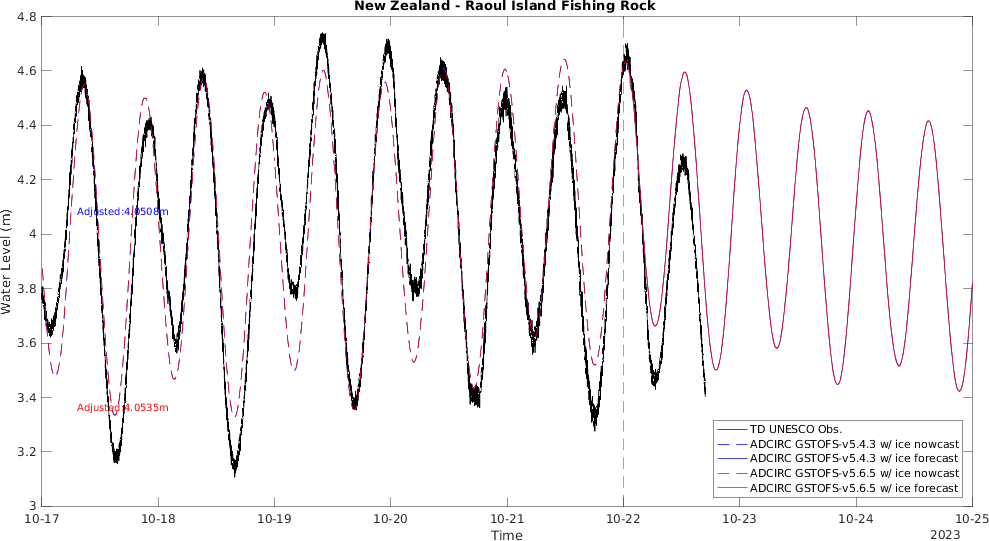 New Zealand - Raoul Island Fishing Rock
4.8
4.6
4.4
4.2
4
3.8
3.6
3.4
3.2
3
Water Level (m)
Adjusted:4.0508m
Adjusted:4.0535m
TD UNESCO Obs.
ADCIRC GSTOFS-v5.4.3 w/ ice nowcast
ADCIRC GSTOFS-v5.4.3 w/ ice forecast
ADCIRC GSTOFS-v5.6.5 w/ ice nowcast
ADCIRC GSTOFS-v5.6.5 w/ ice forecast
10-17 10-18 10-19 10-20 10-21 10-22 10-23 10-24 10-25
Time
2023